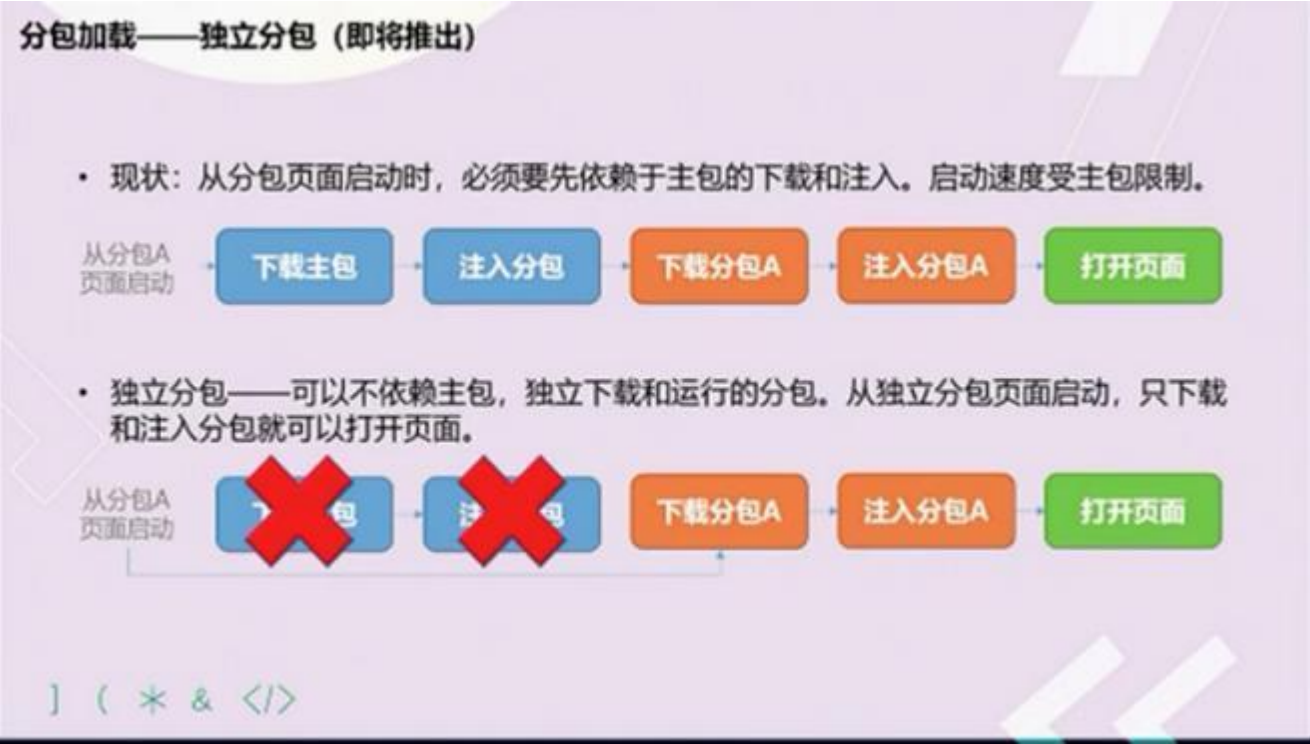 分包加载——独立分包（即将推出）
• 现状：从分包页面启动时，必须要先依赖于主包的下载和注入。启动速度受主包限制。
从分包A
页面启动
下载主包
注入分包
下载分包A
注入分包A
打开页面
• 独立分包——可以不依赖主包，独立下载和运行的分包。从独立分包页面启动，只下载
和注入分包就可以打开页面。
从分包A
页面启动
包
注
包
下载分包A
注入分包A
打开页面
] ( * & </>